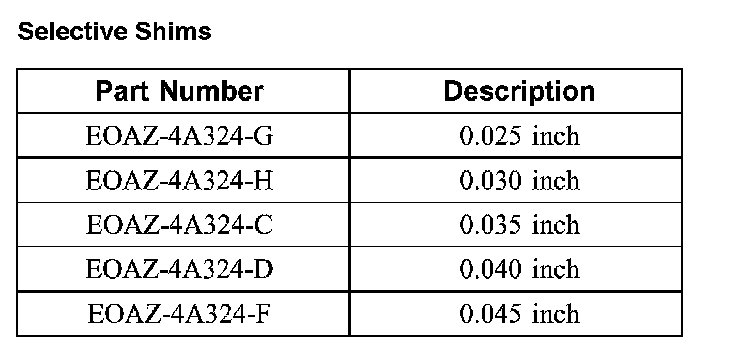 Selective Shims
Part Number Description
EOAZ-4A324-G 0.025 inch
EOAZ-4A324-H 0.030 inch
EOAZ-4A324-C 0.035 inch
EOAZ-4A324-D 0.040 inch
EOAZ-4A324-F 0.045 inch